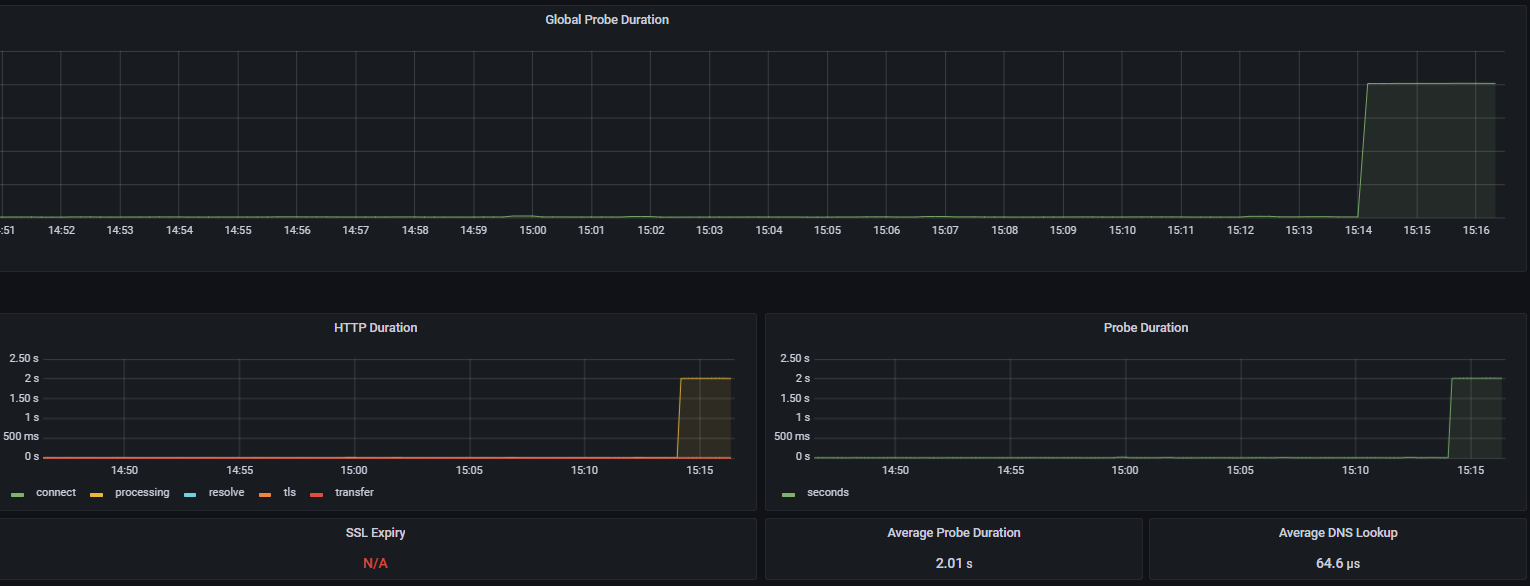 Global Probe Duration
:51 14:52 14:53 14:54 14:55 14:56 14:57 14:58 14:59 15:00 15:01 15:02 15:03 15:04 15:05 15:06 15:07 15:08 15:09 15:10 15:11 15:12 15:13 15:14 15:15 15:16
HTTP Duration
2.50 s
2 s
1.50 s
1 s
500 ms
0 s
14:50 14:55 15:00 15:05 15:10 15:15
connect processing resolve tls transfer
Probe Duration
2.50 s
2 s
1.50 s
1 s
500 ms
0 s
14:50 14:55 15:00 15:05 15:10 15:15
seconds
SSL Expiry
N/A
Average Probe Duration
2.01 s
Average DNS Lookup
64.6 µs